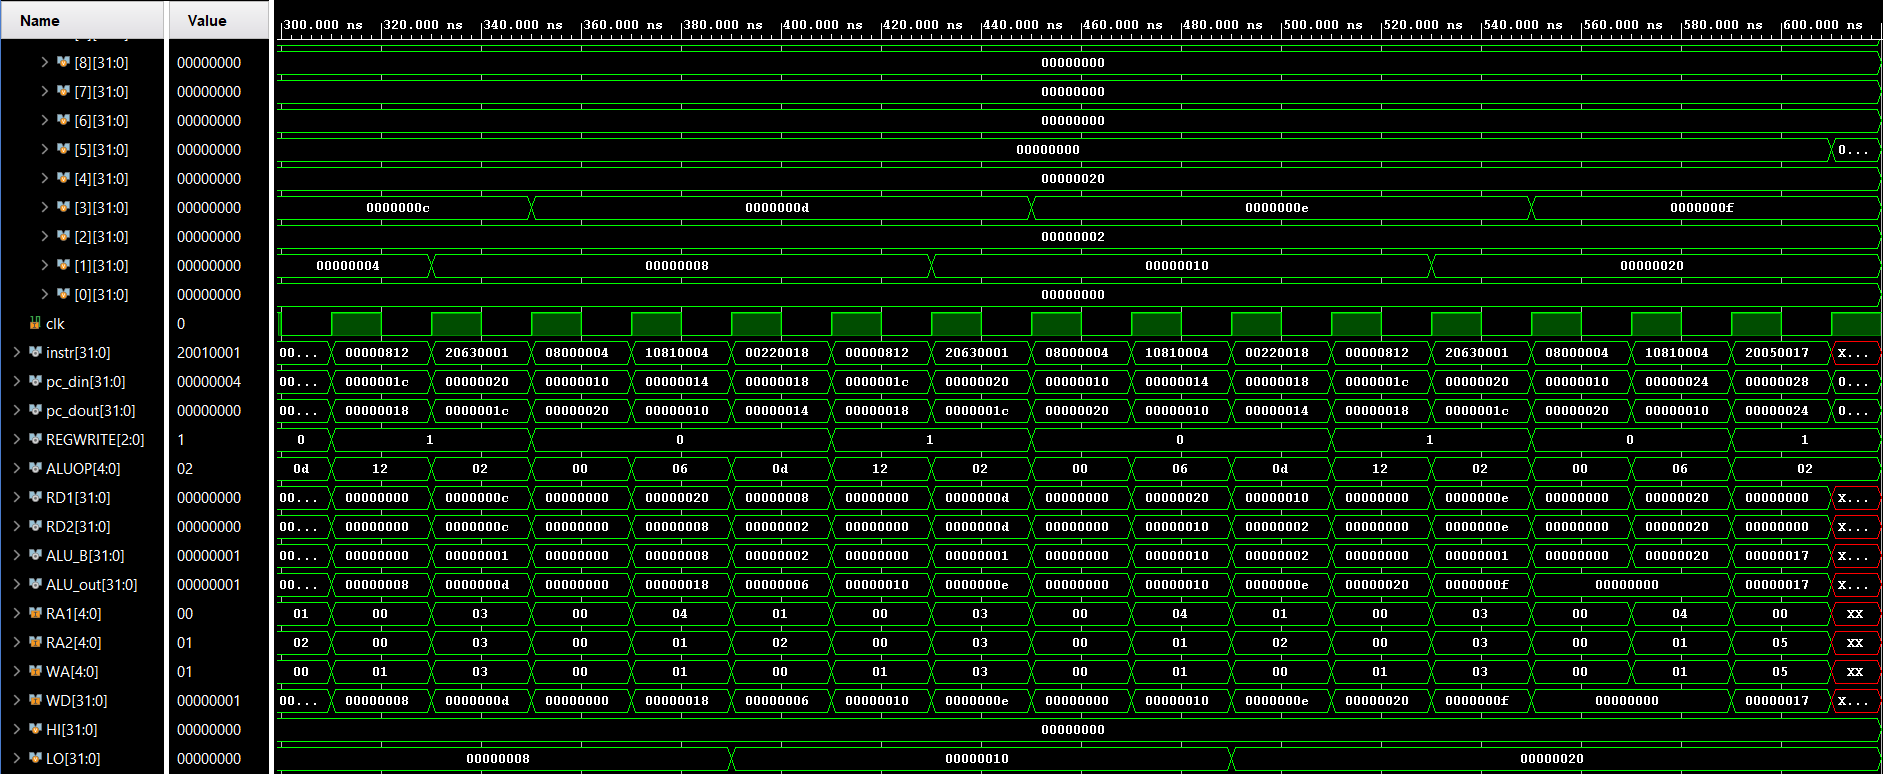 Name Value 300.000 ns 320.000 ns 340.000 ns 360.000 ns 380.000 ns 400.000 ns 420.000 ns 440.000 ns 460.000 ns 480.000 ns 500.000 ns 520.000 ns 540.000 ns 560.000 ns 580.000 ns 600.000 ns
[8][31:0] 00000000 00000000
[7][31:0] 00000000 00000000
[6][31:0] 00000000 00000000
[5][31:0] 00000000 00000000 0...
[4][31:0] 00000000 00000020
[3][31:0] 00000000 0000000c 0000000d 0000000e 0000000f
[2][31:0] 00000000 00000002
[1][31:0] 00000000 00000004 00000008 00000010 00000020
[0][31:0] 00000000 00000000
clk 0
instr[31:0] 20010001 00... 00000812 20630001 08000004 10810004 00220018 00000812 20630001 08000004 10810004 00220018 00000812 20630001 08000004 10810004 20050017 X...
pc_din[31:0] 00000004 00... 0000001c 00000020 00000010 00000014 00000018 0000001c 00000020 00000010 00000014 00000018 0000001c 00000020 00000010 00000024 00000028 0...
pc_dout[31:0] 00000000 00... 00000018 0000001c 00000020 00000010 00000014 00000018 0000001c 00000020 00000010 00000014 00000018 0000001c 00000020 00000010 00000024 0...
REGWRITE[2:0] 1 0 1 0 1 0 1 0 1
ALUOP[4:0] 02 0d 12 02 00 06 0d 12 02 00 06 0d 12 02 00 06 02
RD1[31:0] 00000000 00... 00000000 0000000c 00000000 00000020 00000008 00000000 0000000d 00000000 00000020 00000010 00000000 0000000e 00000000 00000020 00000000 X...
RD2[31:0] 00000000 00... 00000000 0000000c 00000000 00000008 00000002 00000000 0000000d 00000000 00000010 00000002 00000000 0000000e 00000000 00000020 00000000 X...
ALU_B[31:0] 00000001 00... 00000000 00000001 00000000 00000008 00000002 00000000 00000001 00000000 00000010 00000002 00000000 00000001 00000000 00000020 00000017 X...
ALU_out[31:0] 00000001 00... 00000008 0000000d 00000000 00000018 00000006 00000010 0000000e 00000000 00000010 0000000e 00000020 0000000f 00000000 00000017 X...
RA1[4:0] 00 01 00 03 00 04 01 00 03 00 04 01 00 03 00 04 00 XX
RA2[4:0] 01 02 00 03 00 01 02 00 03 00 01 02 00 03 00 01 05 XX
WA[4:0] 01 00 01 03 00 01 00 01 03 00 01 00 01 03 00 01 05 XX
WD[31:0] 00000001 00... 00000008 0000000d 00000000 00000018 00000006 00000010 0000000e 00000000 00000010 0000000e 00000020 0000000f 00000000 00000017 X...
HI[31:0] 00000000 00000000
LO[31:0] 00000000 00000008 00000010 00000020